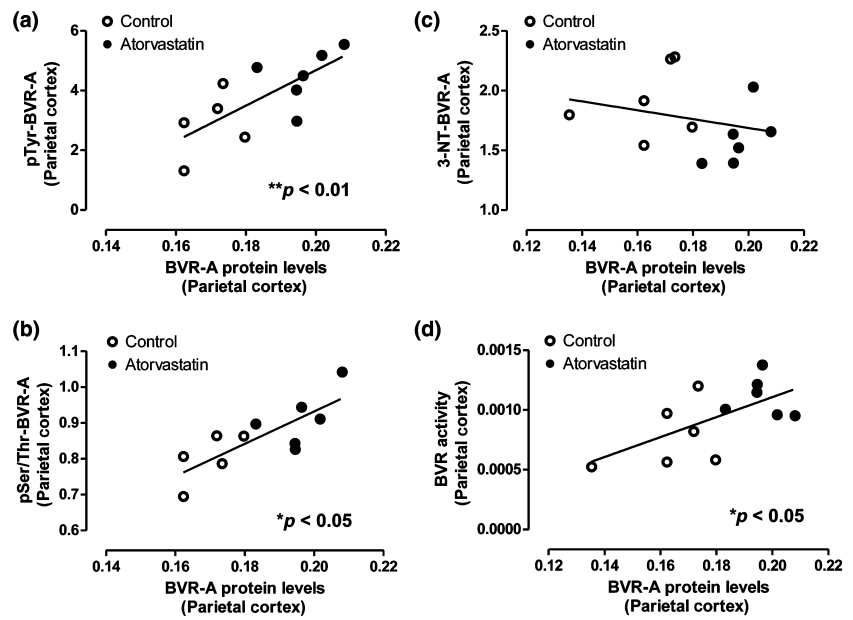 (a)
Control
Atorvastatin
6
4
2
0
pTyr-BVR-A
(Parietal cortex)
**p < 0.01
0.14 0.16 0.18 0.20 0.22
BVR-A protein levels
(Parietal cortex)
(c)
Control
Atorvastatin
2.5
2.0
1.5
1.0
3-NT-BVR-A
(Parietal cortex)
0.12 0.14 0.16 0.18 0.20 0.22
BVR-A protein levels
(Parietal cortex)
(b)
Control
Atorvastatin
1.1
1.0
0.9
0.8
0.7
0.6
pSer/Thr-BVR-A
(Parietal cortex)
*p < 0.05
0.14 0.16 0.18 0.20 0.22
BVR-A protein levels
(Parietal cortex)
(d)
Control
Atorvastatin
0.0015
0.0010
0.0005
0.0000
BVR activity
(Parietal cortex)
*p < 0.05
0.12 0.14 0.16 0.18 0.20 0.22
BVR-A protein levels
(Parietal cortex)